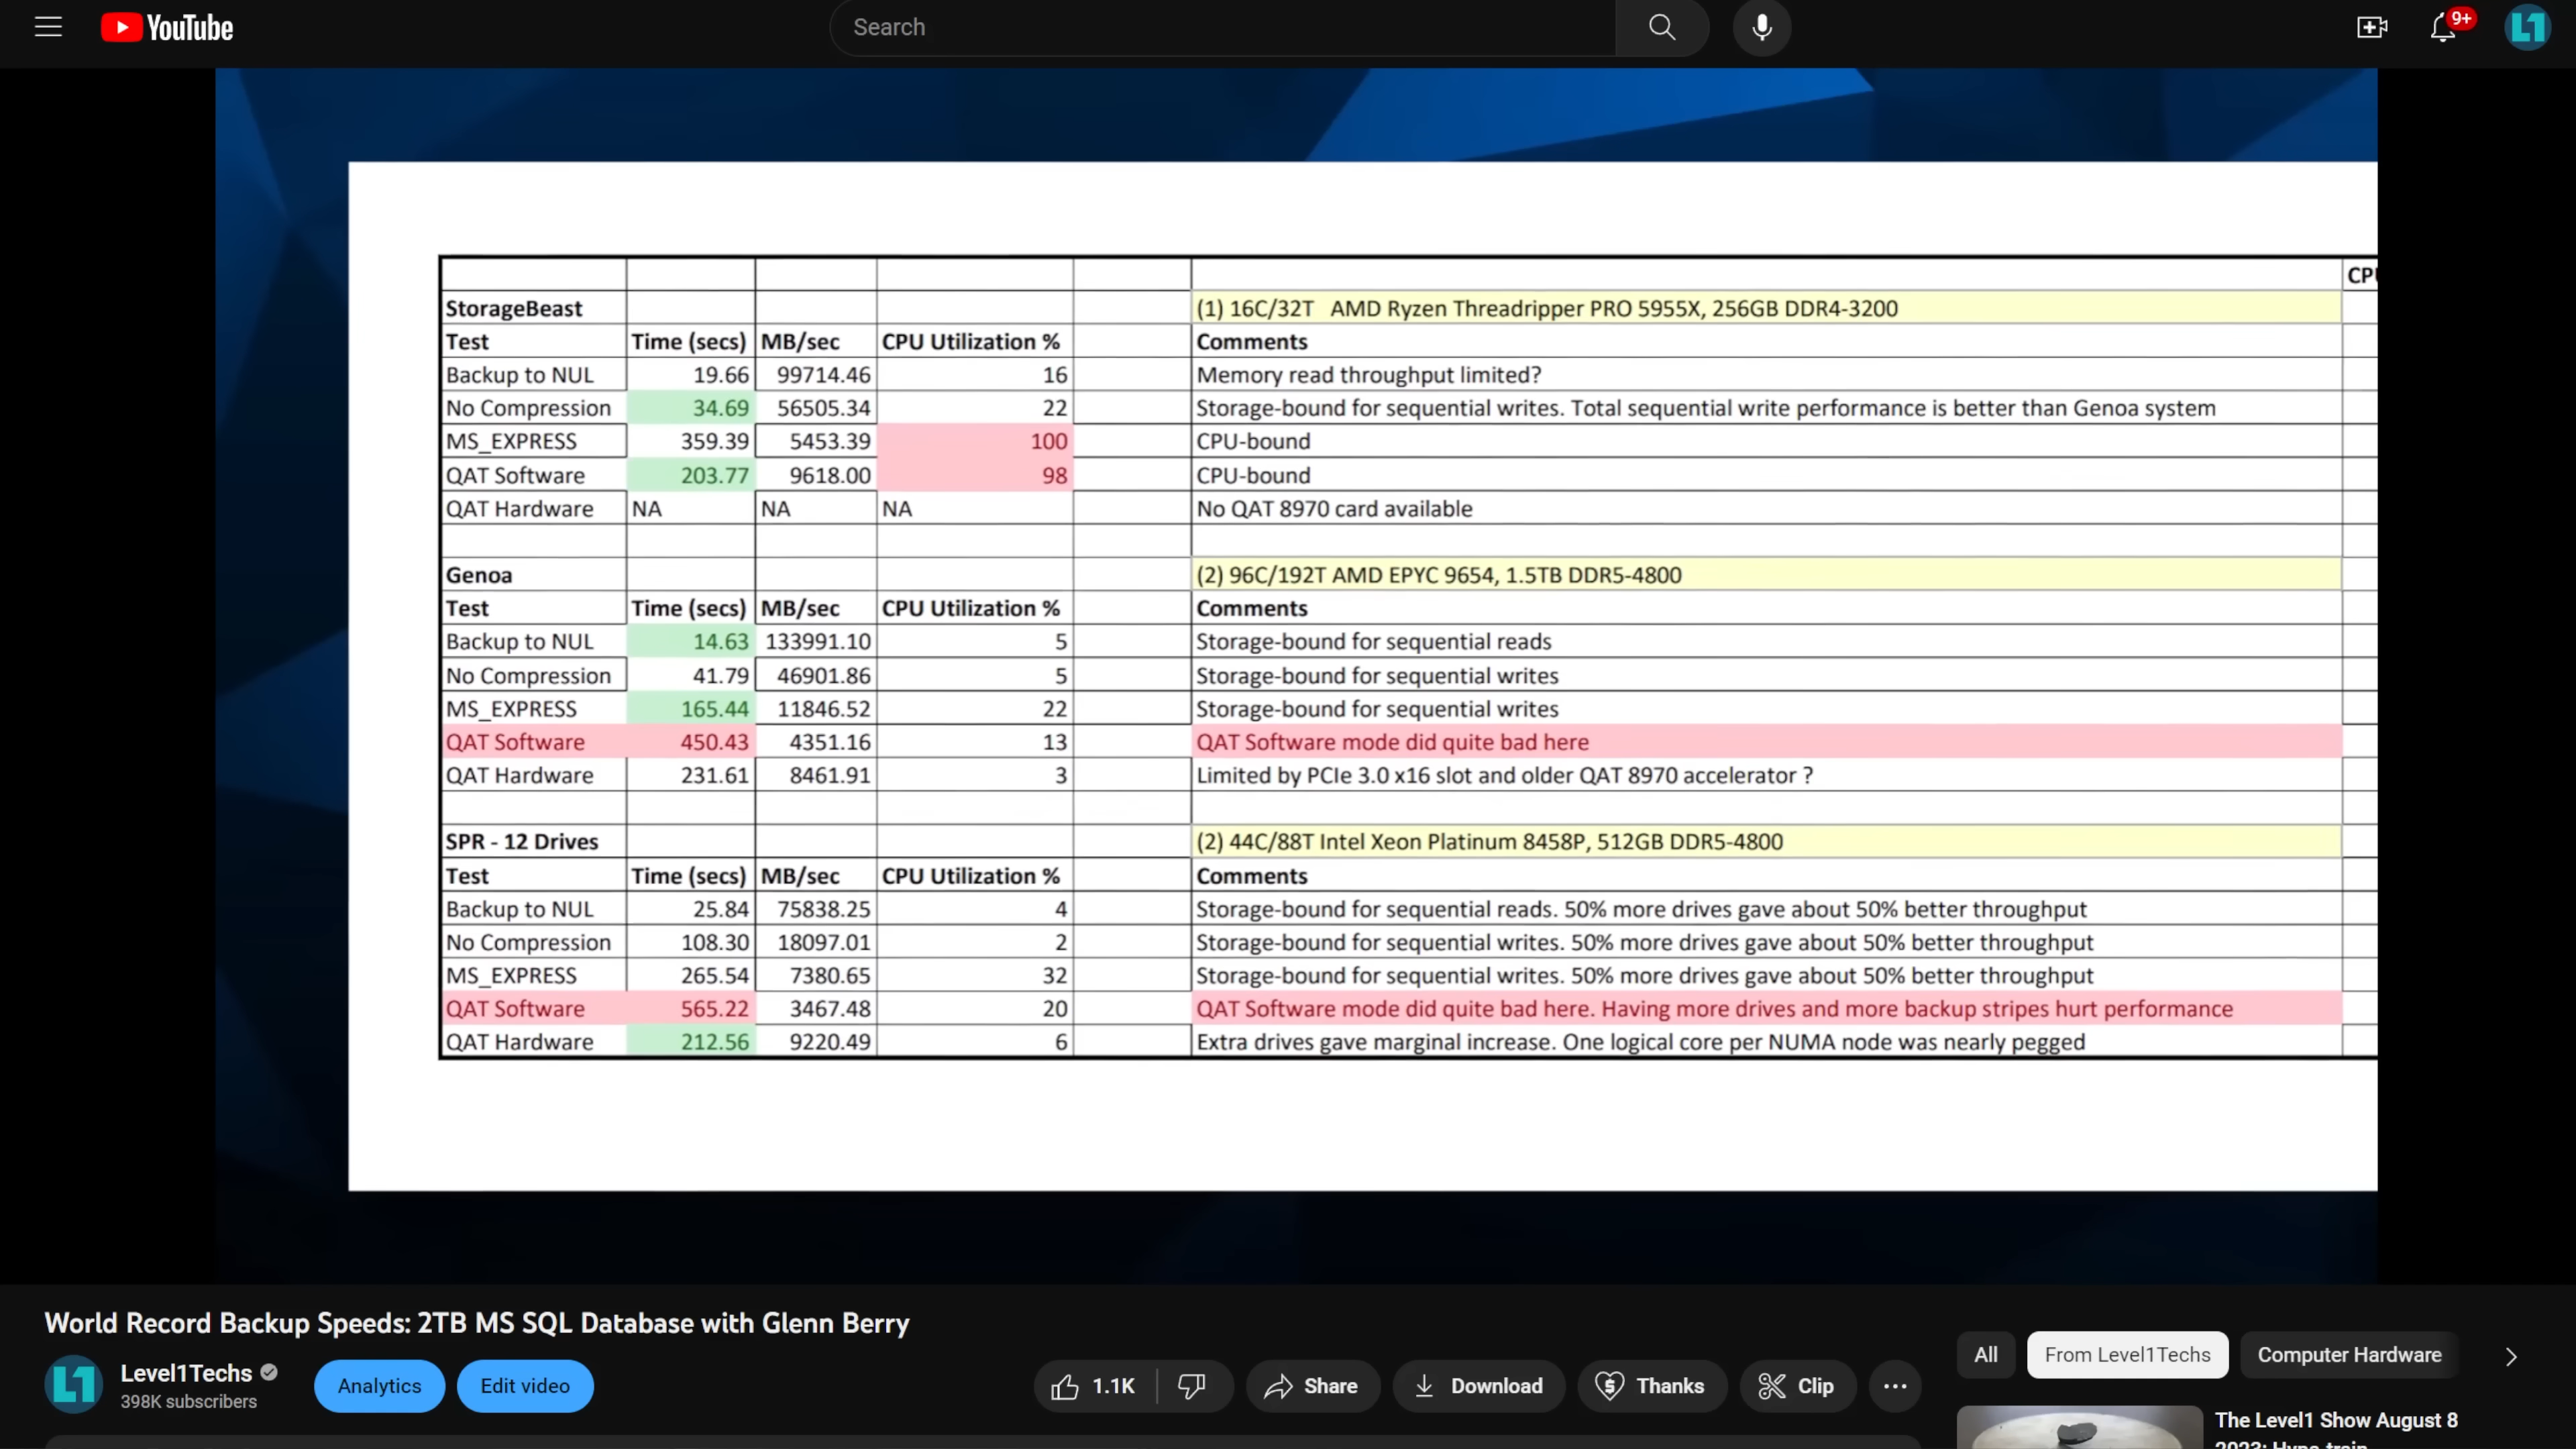 YouTube
Search
9+
CPU
StorageBeast (1) 16C/32T AMD Ryzen Threadripper PRO 5955X, 256GB DDR4-3200
Test Time (secs) MB/sec CPU Utilization % Comments
Backup to NUL 19.66 99714.46 16 Memory read throughput limited?
No Compression 34.69 56505.34 22 Storage-bound for sequential writes. Total sequential write performance is better than Genoa system
MS_EXPRESS 359.39 5453.39 100 CPU-bound
QAT Software 203.77 9618.00 98 CPU-bound
QAT Hardware NA NA NA No QAT 8970 card available
Genoa (2) 96C/192T AMD EPYC 9654, 1.5TB DDR5-4800
Test Time (secs) MB/sec CPU Utilization % Comments
Backup to NUL 14.63 133991.10 5 Storage-bound for sequential reads
No Compression 41.79 46901.86 5 Storage-bound for sequential writes
MS_EXPRESS 165.44 11846.52 22 Storage-bound for sequential writes
QAT Software 450.43 4351.16 13 QAT Software mode did quite bad here
QAT Hardware 231.61 8461.91 3 Limited by PCIe 3.0 x16 slot and older QAT 8970 accelerator ?
SPR - 12 Drives (2) 44C/88T Intel Xeon Platinum 8458P, 512GB DDR5-4800
Test Time (secs) MB/sec CPU Utilization % Comments
Backup to NUL 25.84 75838.25 4 Storage-bound for sequential reads. 50% more drives gave about 50% better throughput
No Compression 108.30 18097.01 2 Storage-bound for sequential writes. 50% more drives gave about 50% better throughput
MS_EXPRESS 265.54 7380.65 32 Storage-bound for sequential writes. 50% more drives gave about 50% better throughput
QAT Software 565.22 3467.48 20 QAT Software mode did quite bad here. Having more drives and more backup stripes hurt performance
QAT Hardware 212.56 9220.49 6 Extra drives gave marginal increase. One logical core per NUMA node was nearly pegged
World Record Backup Speeds: 2TB MS SQL Database with Glenn Berry
Level1Techs
398K subscribers
Analytics
Edit video
1.1K
Share
Download
Thanks
Clip
All
From Level1Techs
Computer Hardware
The Level1 Show August 8